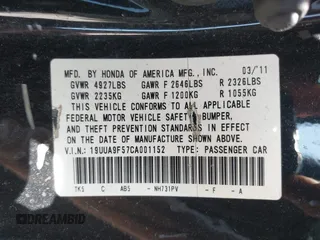 MFD. BY HONDA OF AMERICA MFG., INC. 03/11
GVWR 4927LBS GAWR F 2646LBS R 2326LBS
GVWR 2235KG GAWR F 1200KG R 1055KG
THIS VEHICLE CONFORMS TO ALL APPLICABLE
FEDERAL MOTOR VEHICLE SAFETY, BUMPER,
AND THEFT PREVENTION STANDARDS IN EFFECT
ON THE DATE OF MANUFACTURE SHOWN ABOVE.
V.I.N.: 19UUA9F57CA001152 TYPE: PASSENGER CAR
TK5 C AB5 - NH731PV - F - A
DREAMBID